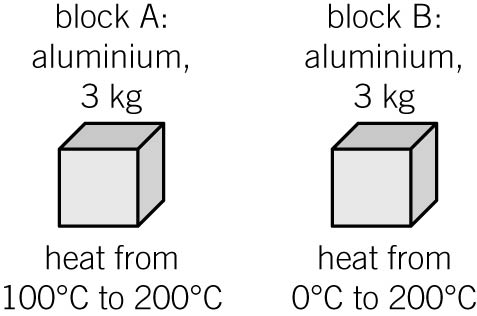 block A:
aluminium,
3 kg
heat from
100°C to 200°C
block B:
aluminium,
3 kg
heat from
0°C to 200°C